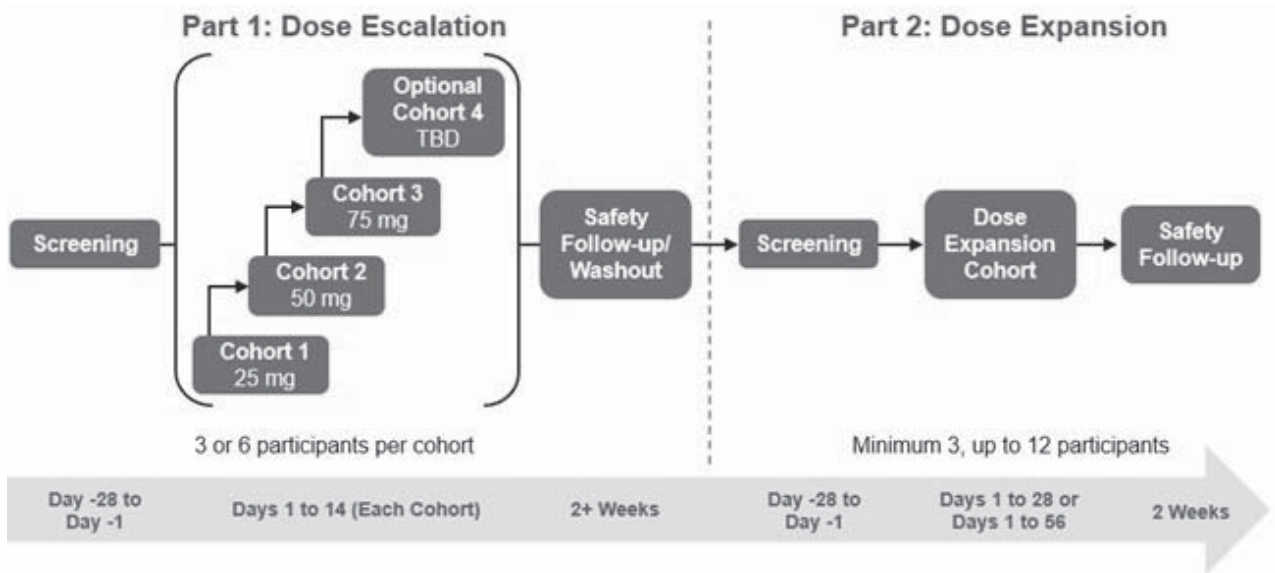 Part 1: Dose Escalation
Part 2: Dose Expansion
Optional
Cohort 4
TBD
Cohort 3
75 mg
Cohort 2
50 mg
Cohort 1
25 mg
Screening
Safety
Follow-up/
Washout
Screening
Dose
Expansion
Cohort
Safety
Follow-up
3 or 6 participants per cohort
Minimum 3, up to 12 participants
Day -28 to
Day -1
Days 1 to 14 (Each Cohort)
2+ Weeks
Day -28 to
Day -1
Days 1 to 28 or
Days 1 to 56
2 Weeks